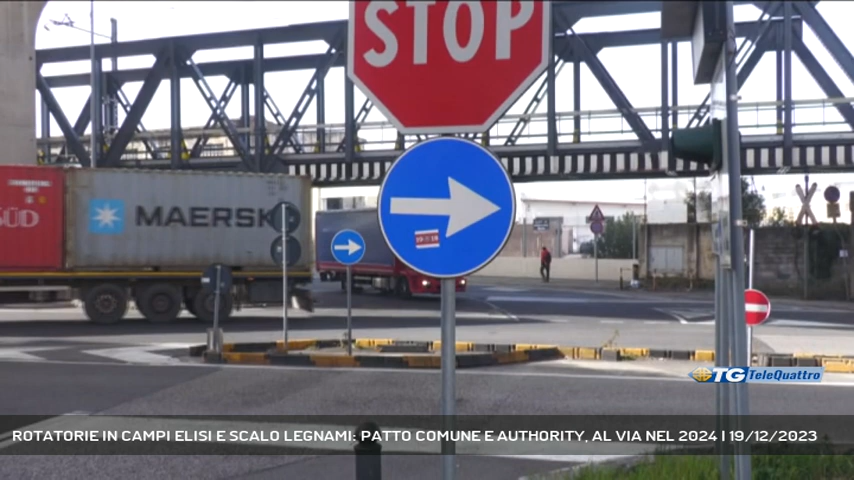 STOP
SÜD
MAERSK
TG TeleQuattro
ROTATORIE IN CAMPI ELISI E SCALO LEGNAMI: PATTO COMUNE E AUTHORITY, AL VIA NEL 2024 | 19/12/2023